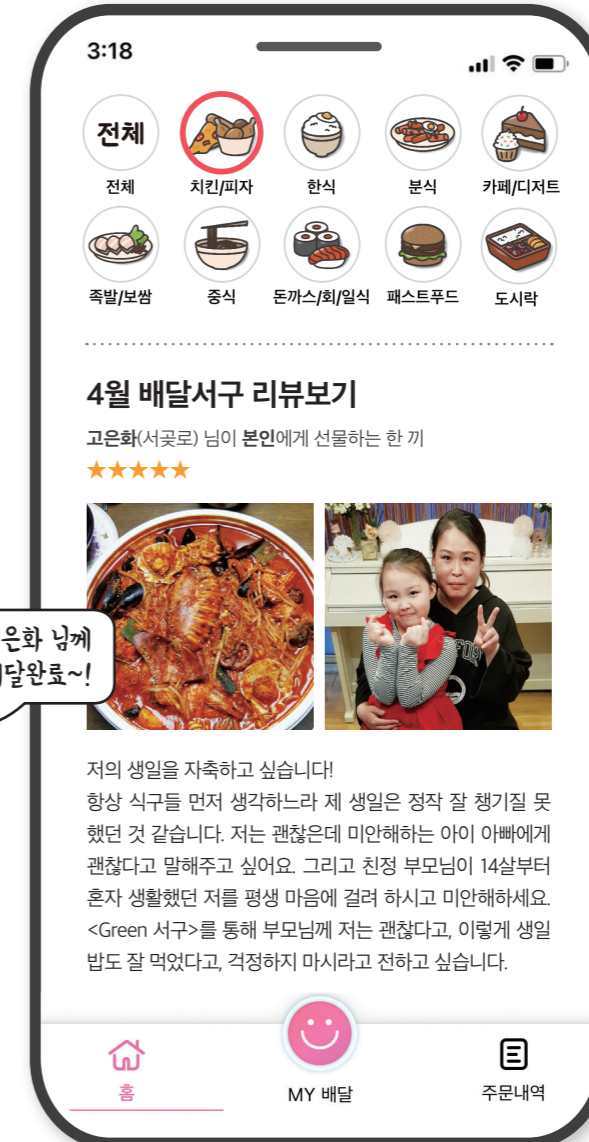 3:18
전체
전체 치킨/피자 한식 분식 카페/디저트
족발/보쌈 중식 돈까스/회/일식 패스트푸드 도시락
4월 배달서구 리뷰보기
고은화(서곶로) 님이 본인에게 선물하는 한 끼
은화 님께
달완료~!
저의 생일을 자축하고 싶습니다!
항상 식구들 먼저 생각하느라 제 생일은 정작 잘 챙기질 못
했던 것 같습니다. 저는 괜찮은데 미안해하는 아이 아빠에게
괜찮다고 말해주고 싶어요. 그리고 친정 부모님이 14살부터
혼자 생활했던 저를 평생 마음에 걸려 하시고 미안해하세요.
<Green 서구>를 통해 부모님께 저는 괜찮다고, 이렇게 생일
밥도 잘 먹었다고, 걱정하지 마시라고 전하고 싶습니다.
홈 MY 배달 주문내역